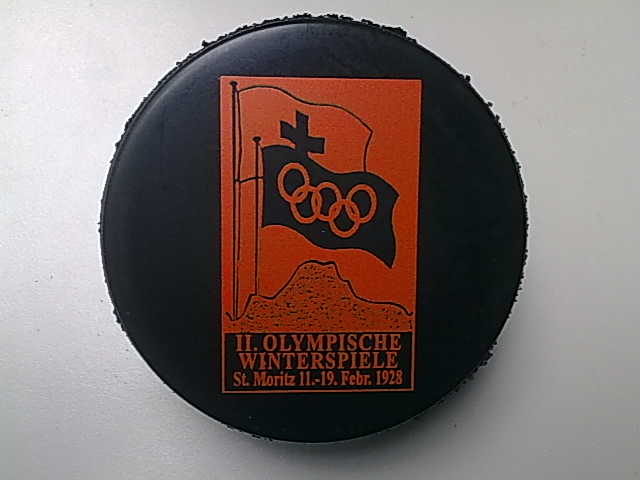 II. OLYMPISCHE
WINTERSPIELE
St. Moritz 11.-19. Febr. 1928